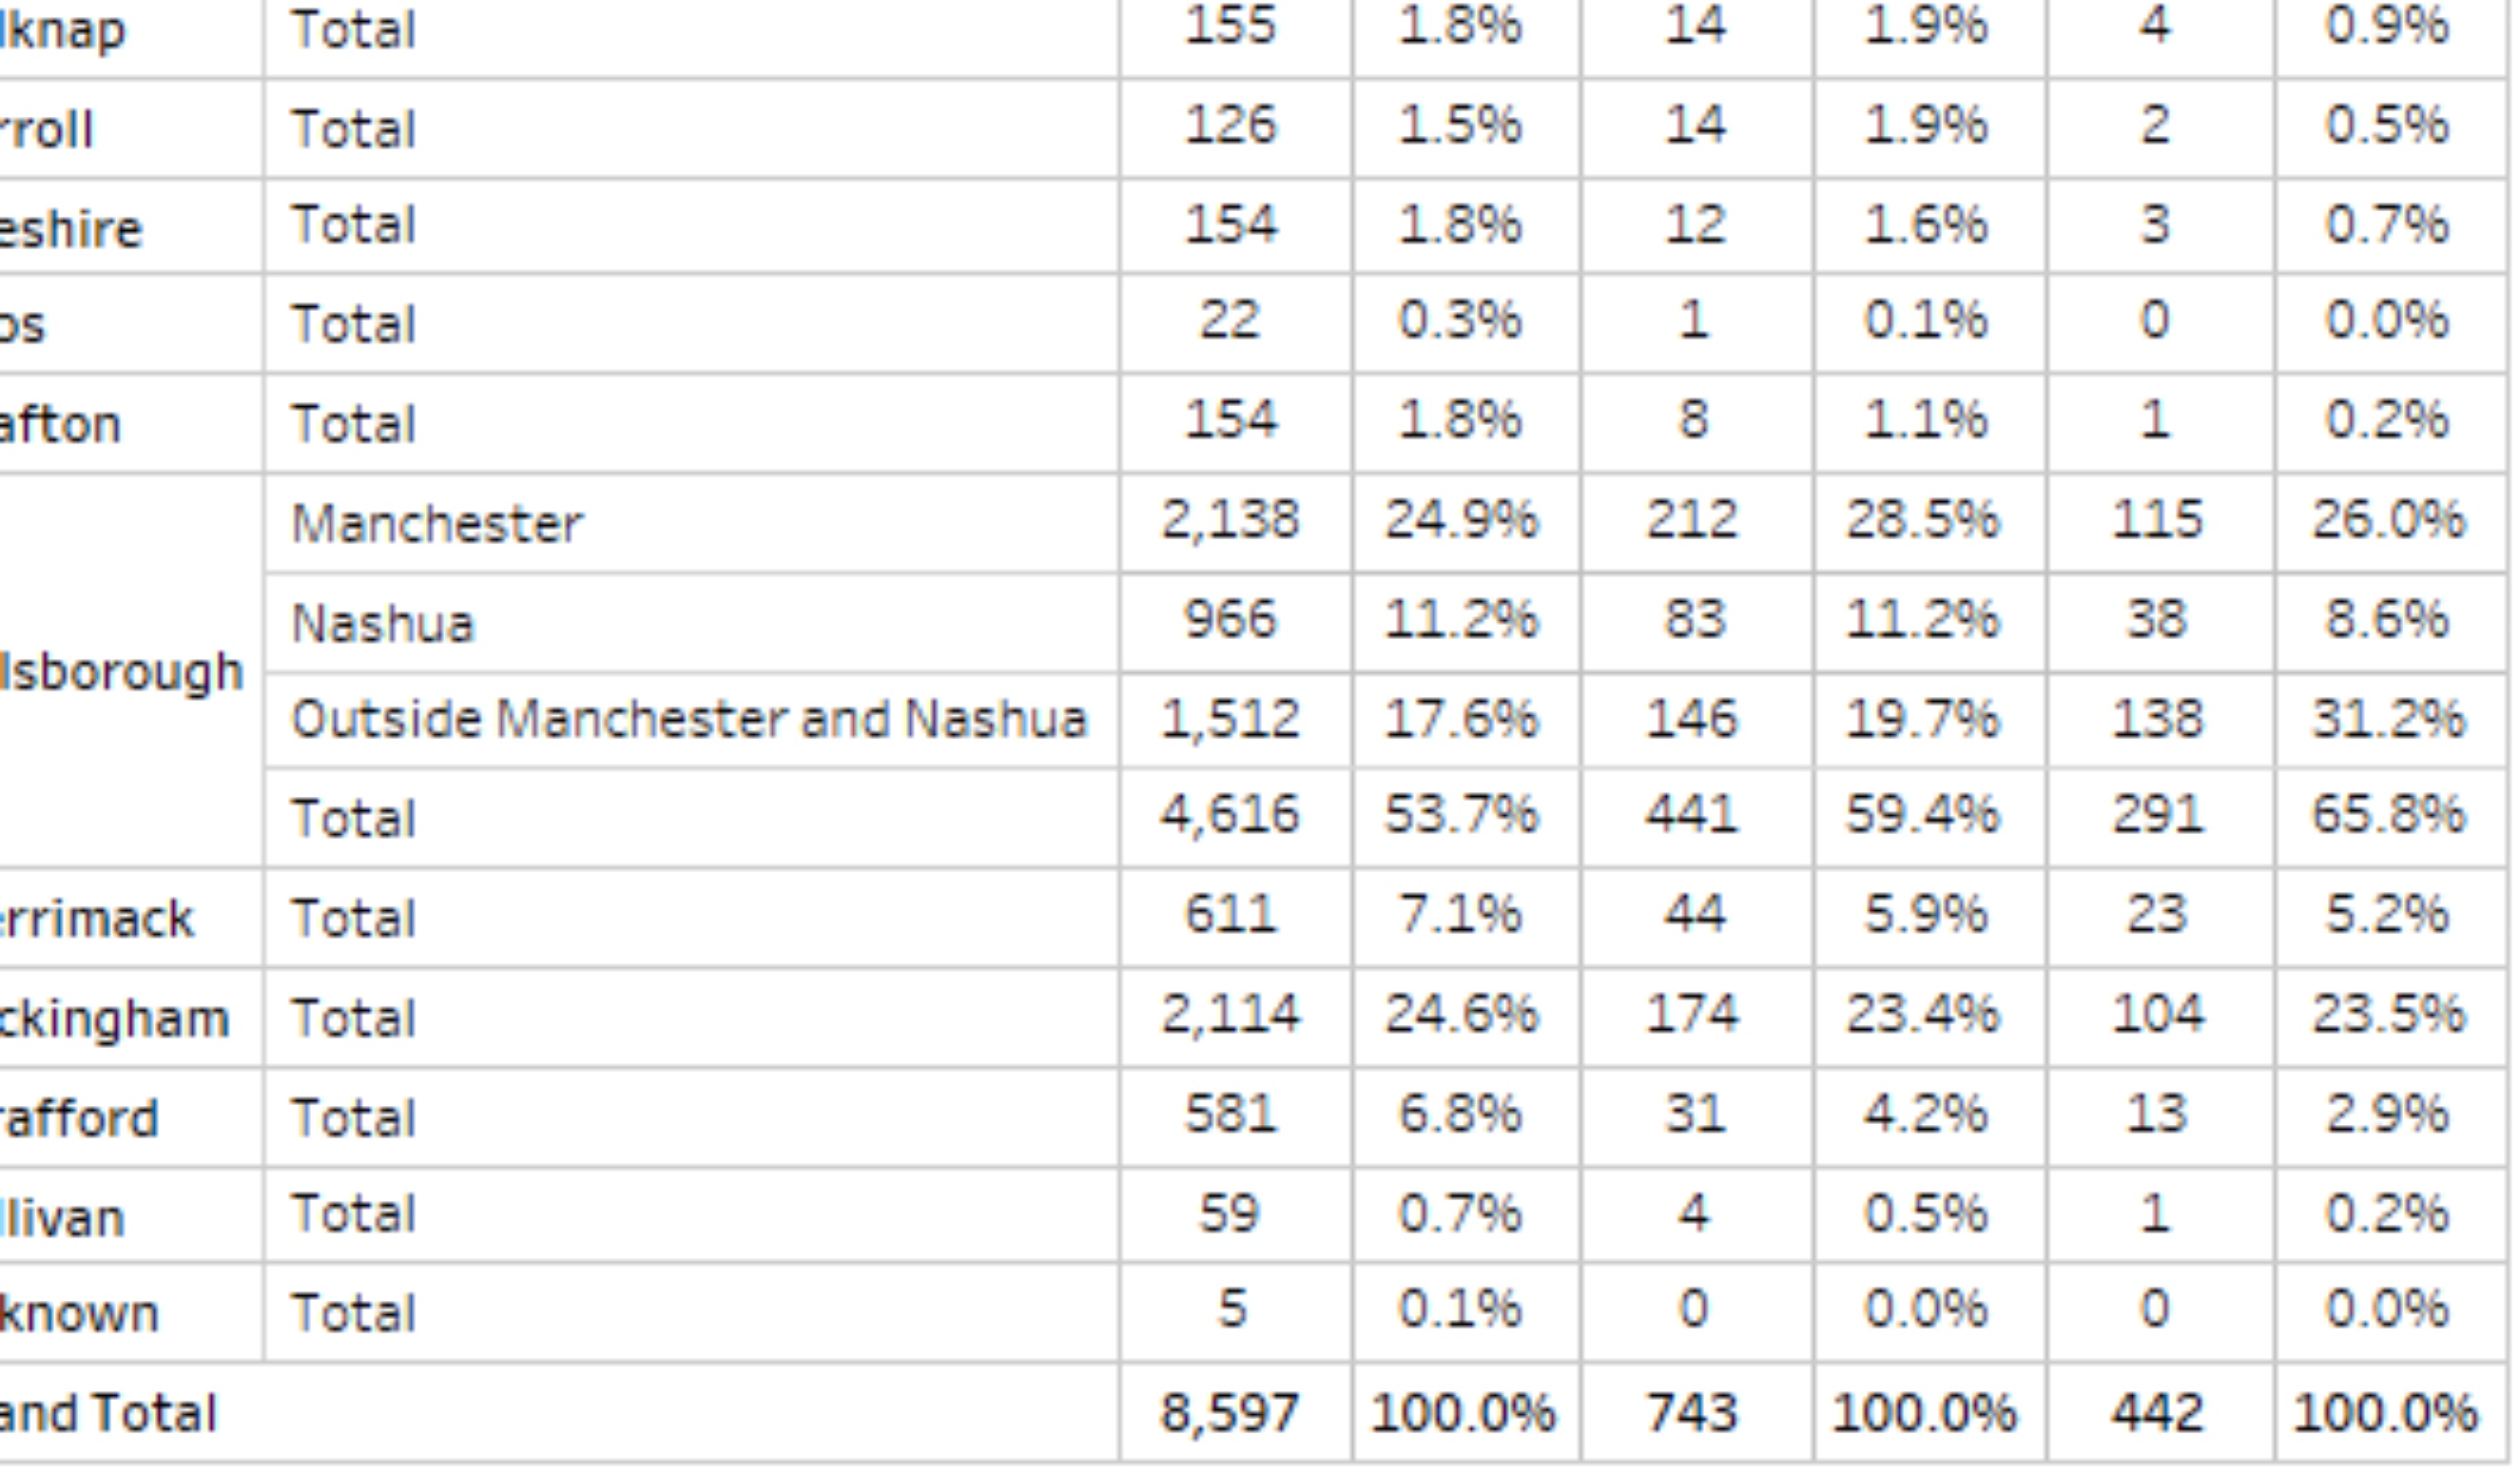 lknap Total 155 1.8% 14 1.9% 4 0.9%
rroll Total 126 1.5% 14 1.9% 2 0.5%
eshire Total 154 1.8% 12 1.6% 3 0.7%
os Total 22 0.3% 1 0.1% 0 0.0%
afton Total 154 1.8% 8 1.1% 1 0.2%
Manchester 2,138 24.9% 212 28.5% 115 26.0%
Nashua 966 11.2% 83 11.2% 38 8.6%
lsborough
Outside Manchester and Nashua 1,512 17.6% 146 19.7% 138 31.2%
Total 4,616 53.7% 441 59.4% 291 65.8%
errimack Total 611 7.1% 44 5.9% 23 5.2%
ckingham Total 2,114 24.6% 174 23.4% 104 23.5%
rafford Total 581 6.8% 31 4.2% 13 2.9%
llivan Total 59 0.7% 4 0.5% 1 0.2%
known Total 5 0.1% 0 0.0% 0 0.0%
and Total 8,597 100.0% 743 100.0% 442 100.0%